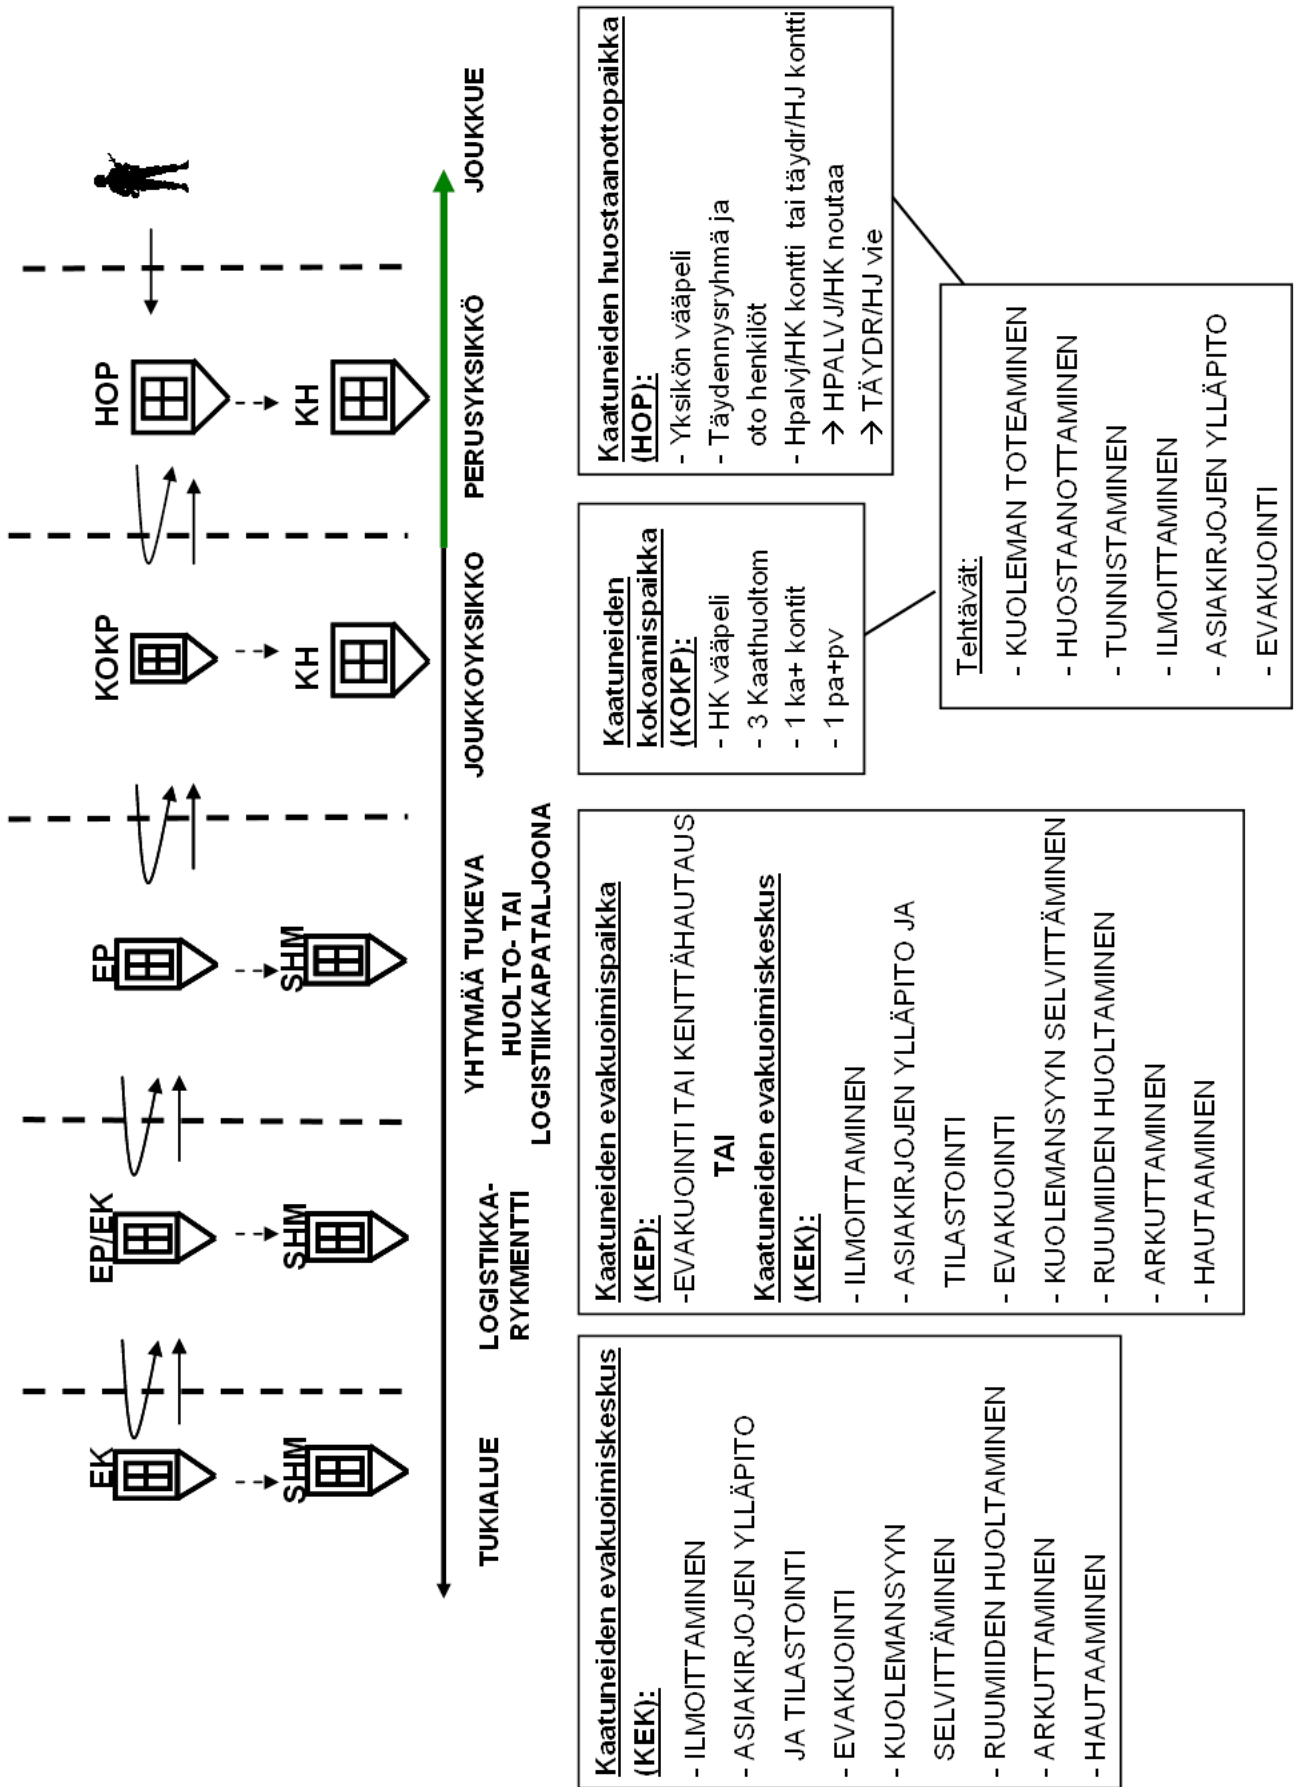 EK
EP/EK
EP
KOKP
HOP
SHM
SHM
SHM
KH
KH
TUKIALUE
LOGISTIKKA-
RYKMENTTI
YHTYMÄÄ TUKEVA
HUOLTO- TAI
LOGISTIIKKAPATALJOONA
JOUKKOYKSIKKO
PERUSYKSIKKÖ
JOUKKUE
Kaatuneiden evakuoimiskeskus
(KEK):
- ILMOITTAMINEN
- ASIAKIRJOJEN YLLÄPITO
JA TILASTOINTI
- EVAKUOINTI
- KUOLEMANSYYN
SELVITTÄMINEN
- RUUMIIDEN HUOLTAMINEN
- ARKUTTAMINEN
- HAUTAAMINEN
Kaatuneiden evakuoimispaikka
(KEP):
-EVAKUOINTI TAI KENTTÄHAUTAUS
TAI
Kaatuneiden evakuoimiskeskus
(KEK):
- ILMOITTAMINEN
- ASIAKIRJOJEN YLLÄPITO JA
TILASTOINTI
- EVAKUOINTI
- KUOLEMANSYYN SELVITTÄMINEN
- RUUMIIDEN HUOLTAMINEN
- ARKUTTAMINEN
- HAUTAAMINEN
Kaatuneiden
kokoamispaikka
(KOKP):
- HK vääpeli
- 3 Kaathuoltom
- 1 ka+ kontit
- 1 pa+pv
Kaatuneiden huostaanottopaikka
(HOP):
- Yksikön vääpeli
- Täydennysryhmä ja
oto henkilöt
- Hpalvj/HK kontti tai täydr/HJ kontti
→ HPALVJ/HK noutaa
→ TÄYDR/HJ vie
Tehtävät:
- KUOLEMAN TOTEAMINEN
- HUOSTAANOTTAMINEN
- TUNNISTAMINEN
- ILMOITTAMINEN
- ASIAKIRJOJEN YLLÄPITO
- EVAKUOINTI